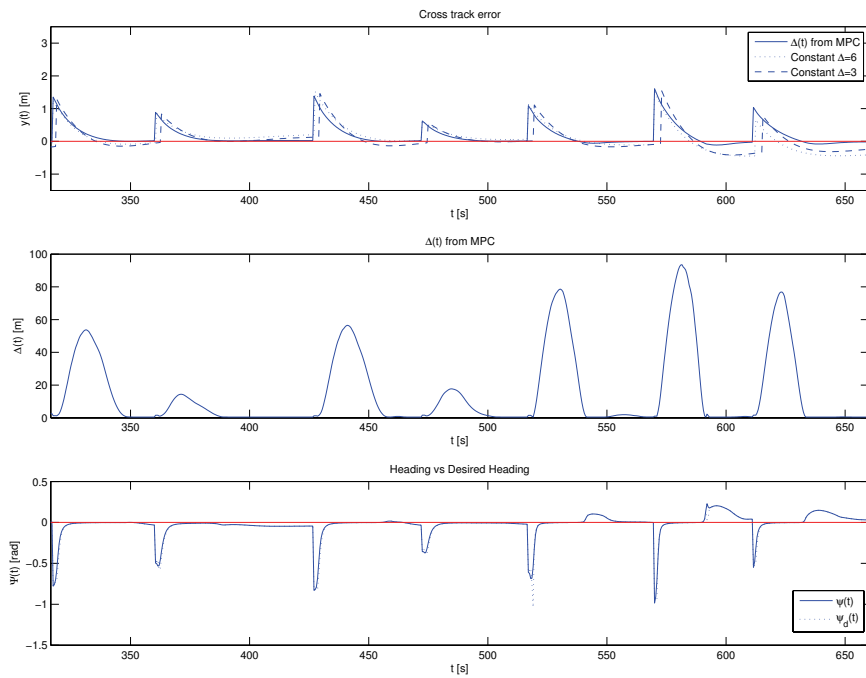 Cross track error
Δ(t) from MPC
Constant Δ=6
Constant Δ=3
y(t) [m]
3
2
1
0
−1
350 400 450 500 550 600 650
t [s]
Δ(t) from MPC
Δ(t) [m]
100
80
60
40
20
0
350 400 450 500 550 600 650
t [s]
Heading vs Desired Heading
Ψ(t) [rad]
0.5
0
−0.5
−1
−1.5
ψ(t)
ψ_d(t)
350 400 450 500 550 600 650
t [s]